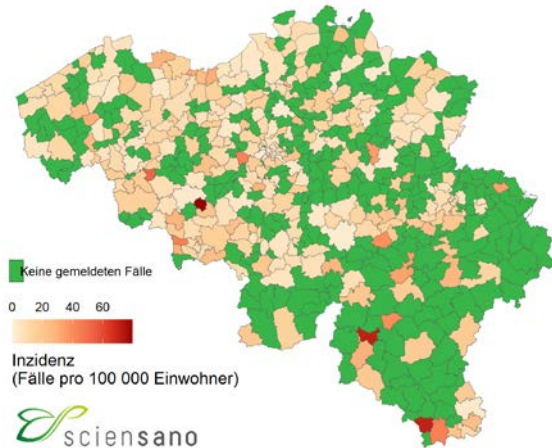 Keine gemeldeten Fälle
0 20 40 60
Inzidenz
(Fälle pro 100 000 Einwohner)
sciensano